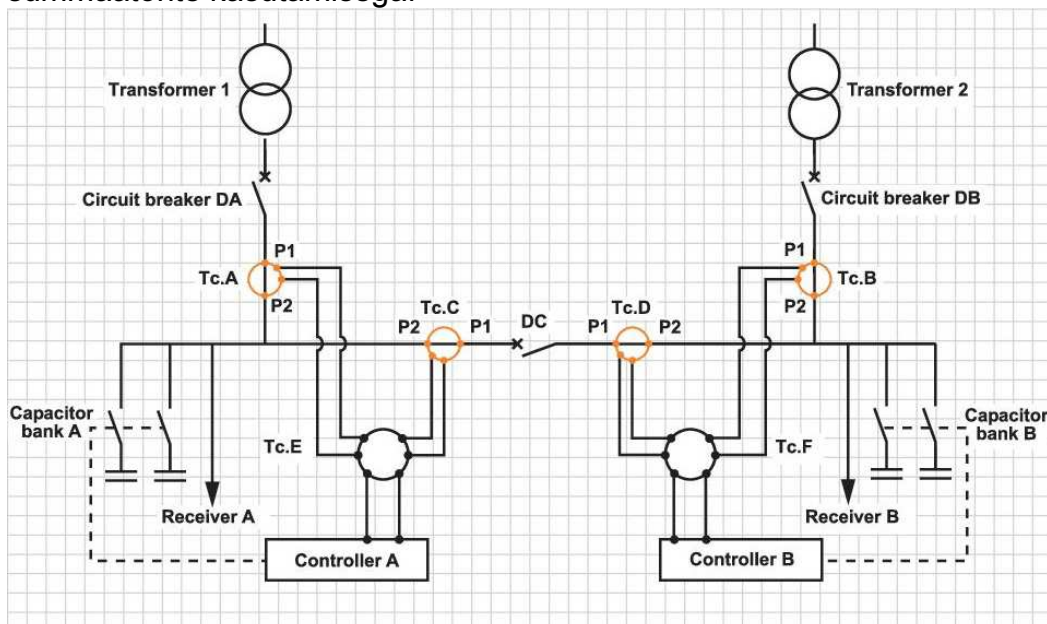 Transformer 1
Transformer 2
Circuit breaker DA
Circuit breaker DB
P1
P1
Tc.A
Tc.B
P2
P2
Tc.C
DC
Tc.D
P2
P1
P1
P2
Capacitor
bank A
Capacitor
bank B
Tc.E
Tc.F
Receiver A
Receiver B
Controller A
Controller B